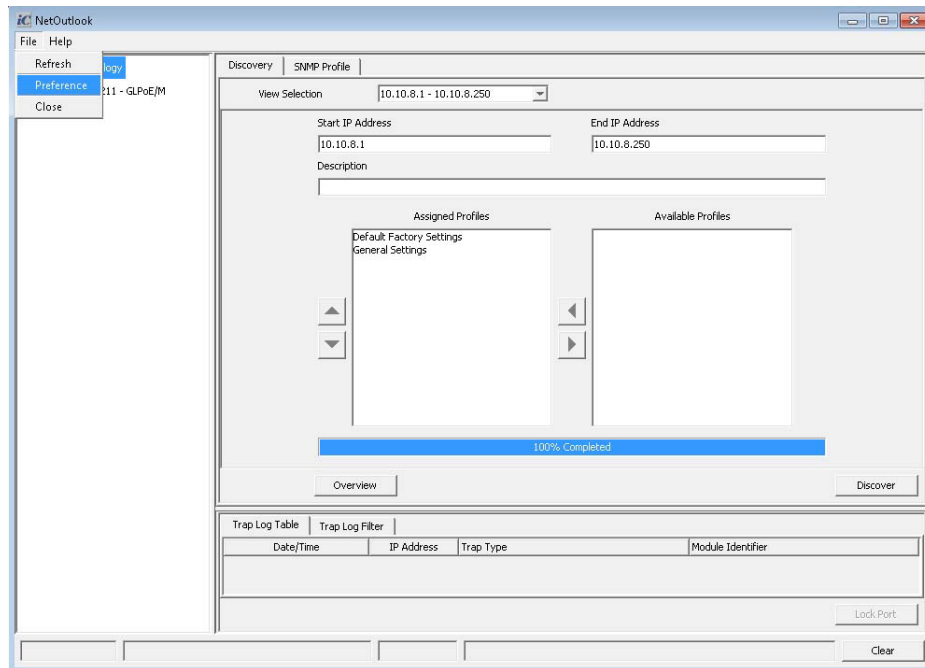 iC NetOutlook
File Help
Refresh
Preference
Close
logy
211 - GLPoE/M
Discovery SNMP Profile
View Selection 10.10.8.1 - 10.10.8.250
Start IP Address End IP Address
10.10.8.1 10.10.8.250
Description
Assigned Profiles Available Profiles
Default Factory Settings
General Settings
100% Completed
Overview Discover
Trap Log Table Trap Log Filter
Date/Time IP Address Trap Type Module Identifier
Lock Port
Clear